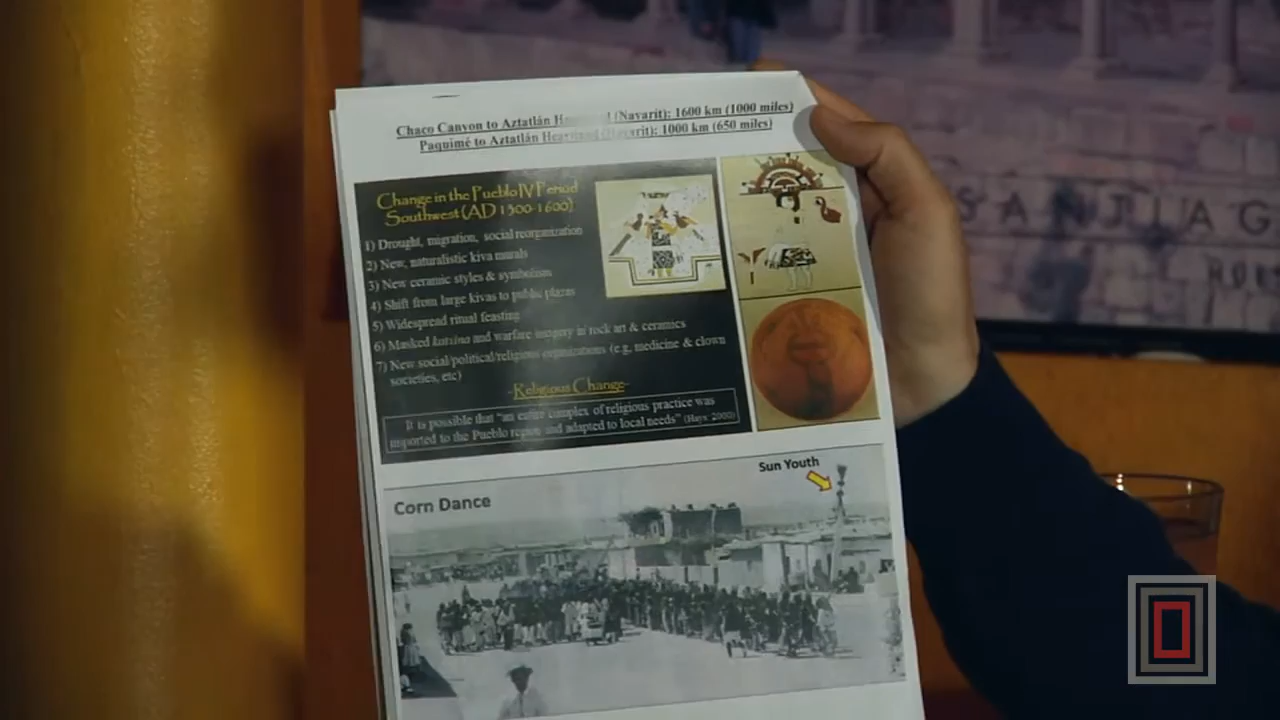 Chaco Canyon to Aztatlán (Nayarit): 1600 km (1000 miles)
Paquimé to Aztatlán Heartland (Nayarit): 1000 km (650 miles)
Change in the Pueblo IV Period
Southwest (AD 1300-1600):
1) Drought, migration, social reorganization
2) New, naturalistic kiva murals
3) New ceramic styles & symbolism
4) Shift from large kivas to public plazas
5) Widespread ritual feasting
6) Masked katsina and warfare imagery in rock art & ceramics
7) New social/political/religious organizations (e.g, medicine & clown
societies, etc)
-Religious Change-
It is possible that "an entire complex of religious practice was
imported to the Pueblo region and adapted to local needs" (Hays 2000)
Corn Dance
Sun Youth
SANTIAG